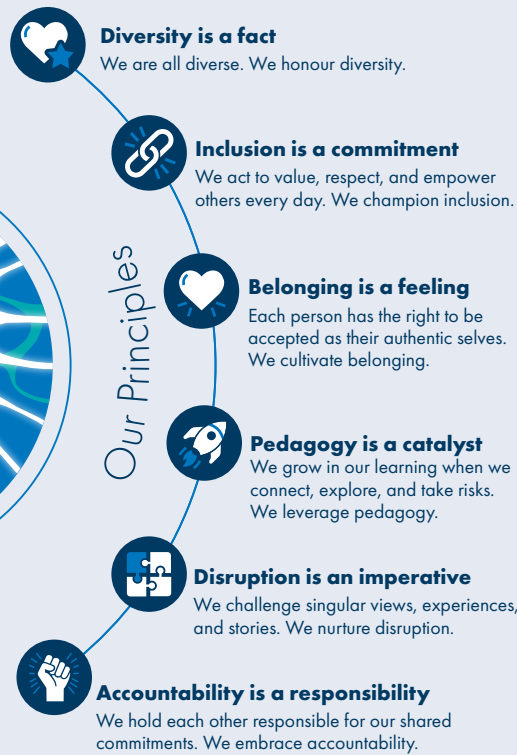 Our Principles
Diversity is a fact
We are all diverse. We honour diversity.
Inclusion is a commitment
We act to value, respect, and empower
others every day. We champion inclusion.
Belonging is a feeling
Each person has the right to be
accepted as their authentic selves.
We cultivate belonging.
Pedagogy is a catalyst
We grow in our learning when we
connect, explore, and take risks.
We leverage pedagogy.
Disruption is an imperative
We challenge singular views, experiences,
and stories. We nurture disruption.
Accountability is a responsibility
We hold each other responsible for our shared
commitments. We embrace accountability.